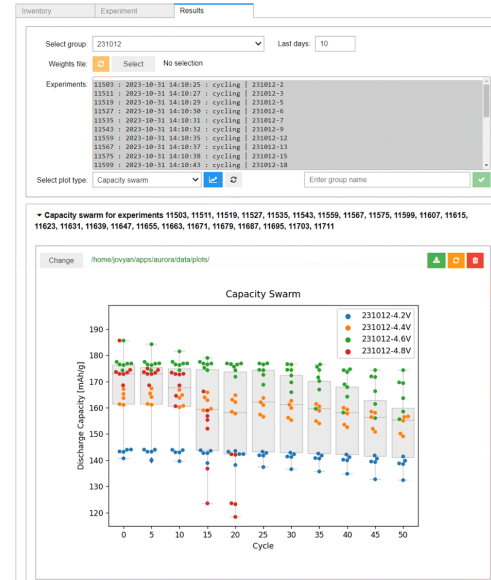 Inventory Experiment Results
Select group: 231012 Last days: 10
Weights file: Select No selection
Experiments:
11503 : 2023-10-31 14:10:25 : cycling | 231012-2
11511 : 2023-10-31 14:10:27 : cycling | 231012-3
11519 : 2023-10-31 14:10:29 : cycling | 231012-5
11527 : 2023-10-31 14:10:30 : cycling | 231012-6
11535 : 2023-10-31 14:10:31 : cycling | 231012-7
11543 : 2023-10-31 14:10:32 : cycling | 231012-9
11559 : 2023-10-31 14:10:35 : cycling | 231012-12
11567 : 2023-10-31 14:10:37 : cycling | 231012-13
11575 : 2023-10-31 14:10:38 : cycling | 231012-15
11599 : 2023-10-31 14:10:43 : cycling | 231012-18
Select plot type: Capacity swarm Enter group name
Capacity swarm for experiments 11503, 11511, 11519, 11527, 11535, 11543, 11559, 11567, 11575, 11599, 11607, 11615,
11623, 11631, 11639, 11647, 11655, 11663, 11671, 11679, 11687, 11695, 11703, 11711
Change /home/jovyan/apps/aurora/data/plots/
Capacity Swarm
231012-4.2V
231012-4.4V
231012-4.6V
231012-4.8V
Discharge Capacity [mAh/g]
190
180
170
160
150
140
130
120
0 5 10 15 20 25 30 35 40 45 50
Cycle